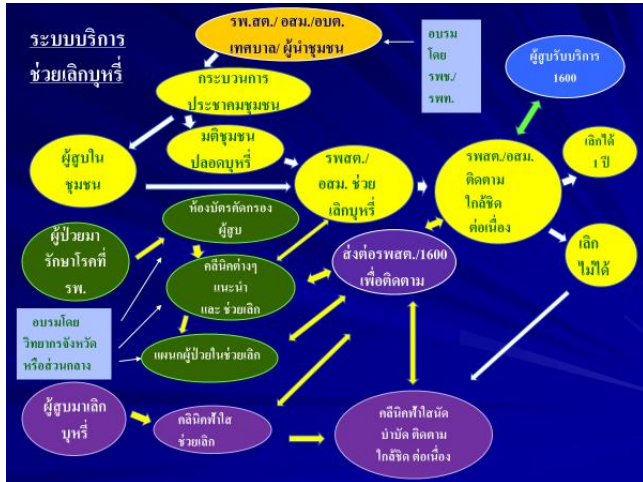 ระบบบริการ
ช่วยเลิกบุหรี่
รพ.สต./ อสม./อบต.
เทศบาล/ ผู้นำชุมชน
อบรม
โดย
รพช./
รพท.
ผู้สูบรับบริการ
1600
กระบวนการ
ประชาคมชุมชน
มติชุมชน
ปลอดบุหรี่
ผู้สูบใน
ชุมชน
รพสต./
อสม. ช่วย
เลิกบุหรี่
รพสต./อสม.
ติดตาม
ใกล้ชิด
ต่อเนื่อง
เลิกได้
1 ปี
เลิก
ไม่ได้
ห้องบัตรคัดกรอง
ผู้สูบ
ผู้ป่วยมา
รักษาโรคที่
รพ.
คลีนิคต่างๆ
แนะนำ
และ ช่วยเลิก
ส่งต่อรพสต./1600
เพื่อติดตาม
อบรมโดย
วิทยากรจังหวัด
หรือส่วนกลาง
แผนกผู้ป่วยในช่วยเลิก
ผู้สูบมาเลิก
บุหรี่
คลินิคฟ้าใส
ช่วยเลิก
คลีนิคฟ้าใสนัด
บำบัด ติดตาม
ใกล้ชิด ต่อเนื่อง